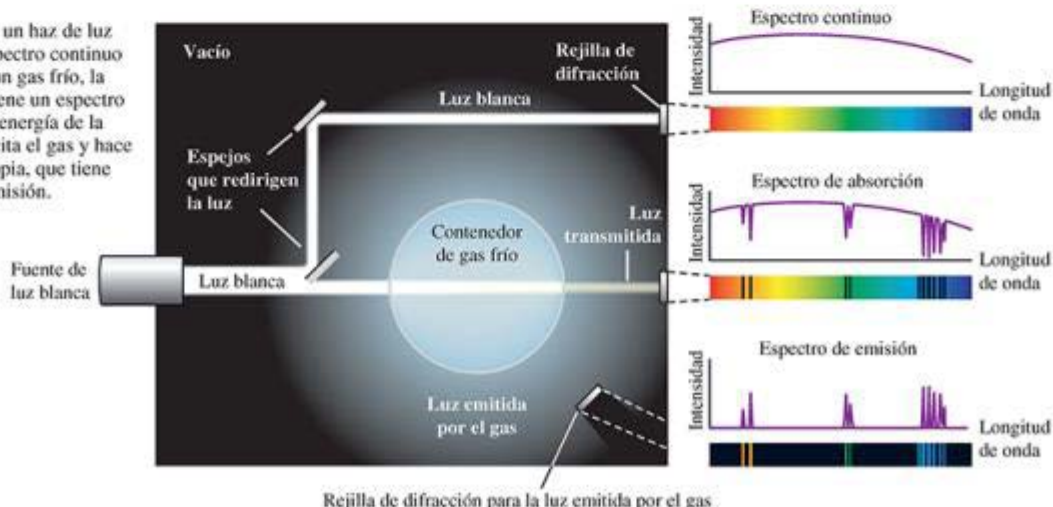 un haz de luz
pectro continuo
un gas frío, la
ene un espectro
energía de la
ita el gas y hace
pia, que tiene
misión.
Vacío
Rejilla de
difracción
Luz blanca
Espejos
que redirigen
la luz
Contenedor
de gas frío
Luz
transmitida
Fuente de
luz blanca
Luz blanca
Luz emitida
por el gas
Rejilla de difracción para la luz emitida por el gas
Espectro continuo
Intensidad
Longitud
de onda
Espectro de absorción
Intensidad
Longitud
de onda
Espectro de emisión
Intensidad
Longitud
de onda